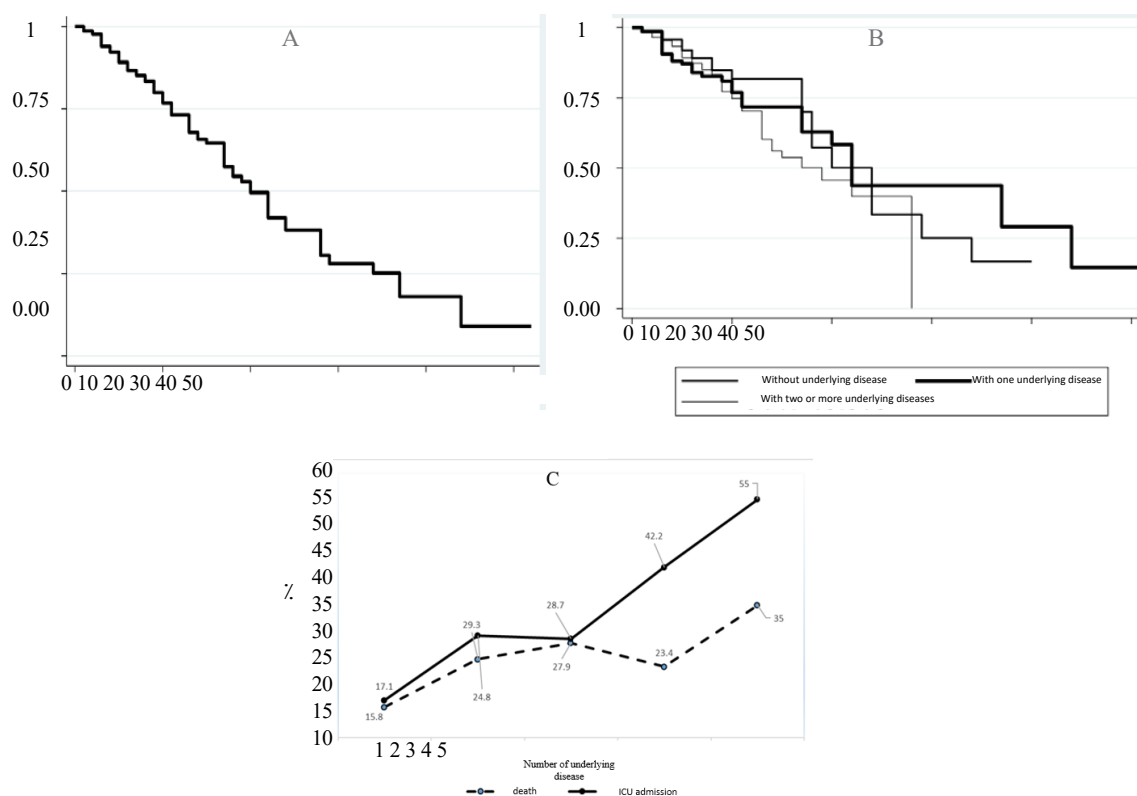 A
1
0.75
0.50
0.25
0.00
0 10 20 30 40 50
B
1
0.75
0.50
0.25
0.00
0 10 20 30 40 50
Without underlying disease
With one underlying disease
With two or more underlying diseases
C
60
55
50
45
40
35
30
25
20
15
10
٪
55
42.2
29.3
28.7
35
17.1
24.8
27.9
23.4
15.8
1 2 3 4 5
Number of underlying
disease
death
ICU admission